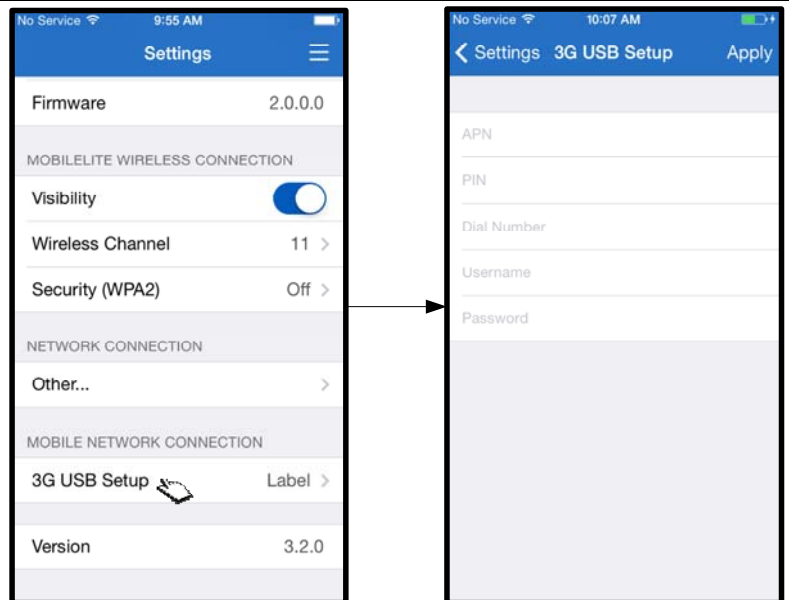 No Service 9:55 AM
Settings
Firmware 2.0.0.0
MOBILELITE WIRELESS CONNECTION
Visibility
Wireless Channel 11
Security (WPA2) Off
NETWORK CONNECTION
Other...
MOBILE NETWORK CONNECTION
3G USB Setup Label
Version 3.2.0
No Service 10:07 AM
Settings 3G USB Setup Apply
APN
PIN
Dial Number
Username
Password